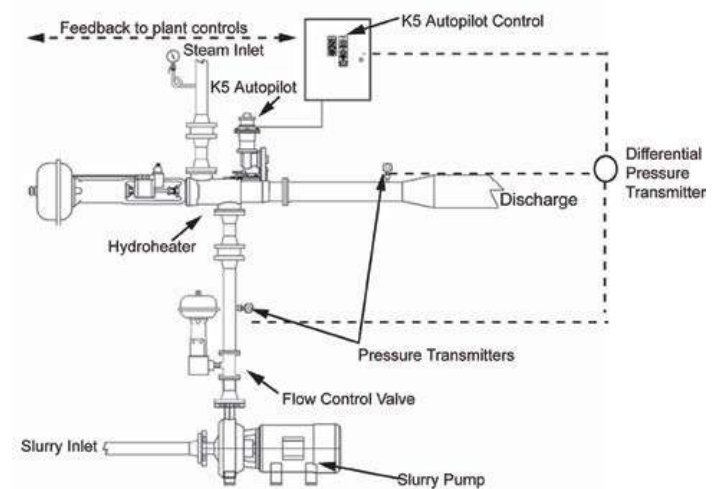 Feedback to plant controls
K5 Autopilot Control
Steam Inlet
K5 Autopilot
Differential
Pressure
Transmitter
Discharge
Hydroheater
Pressure Transmitters
Flow Control Valve
Slurry Inlet
Slurry Pump